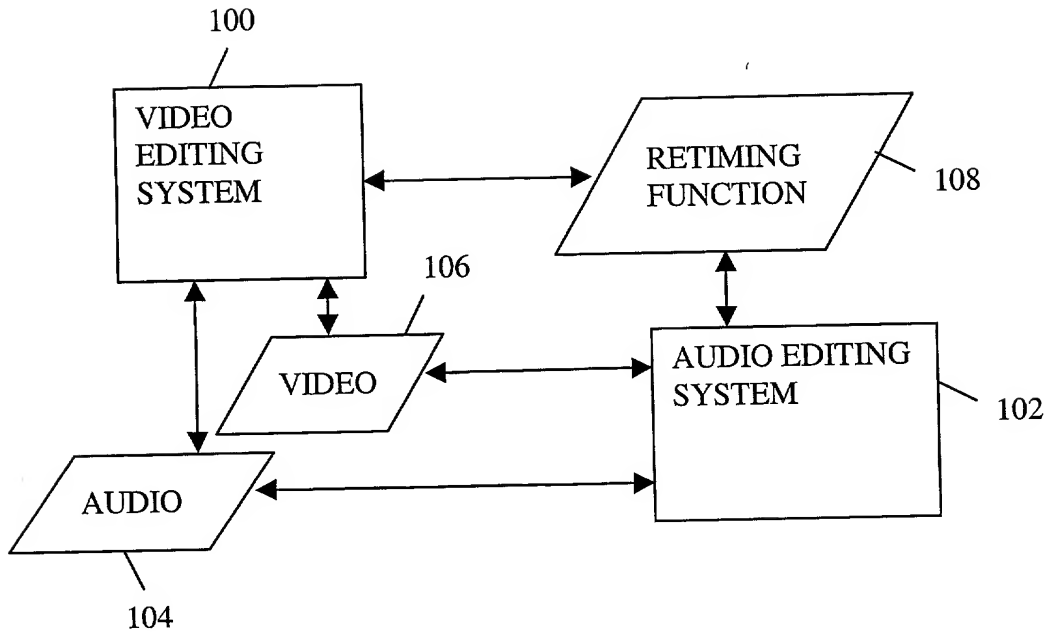 100
VIDEO
EDITING
SYSTEM
RETIMING
FUNCTION
108
106
VIDEO
AUDIO EDITING
SYSTEM
102
AUDIO
104